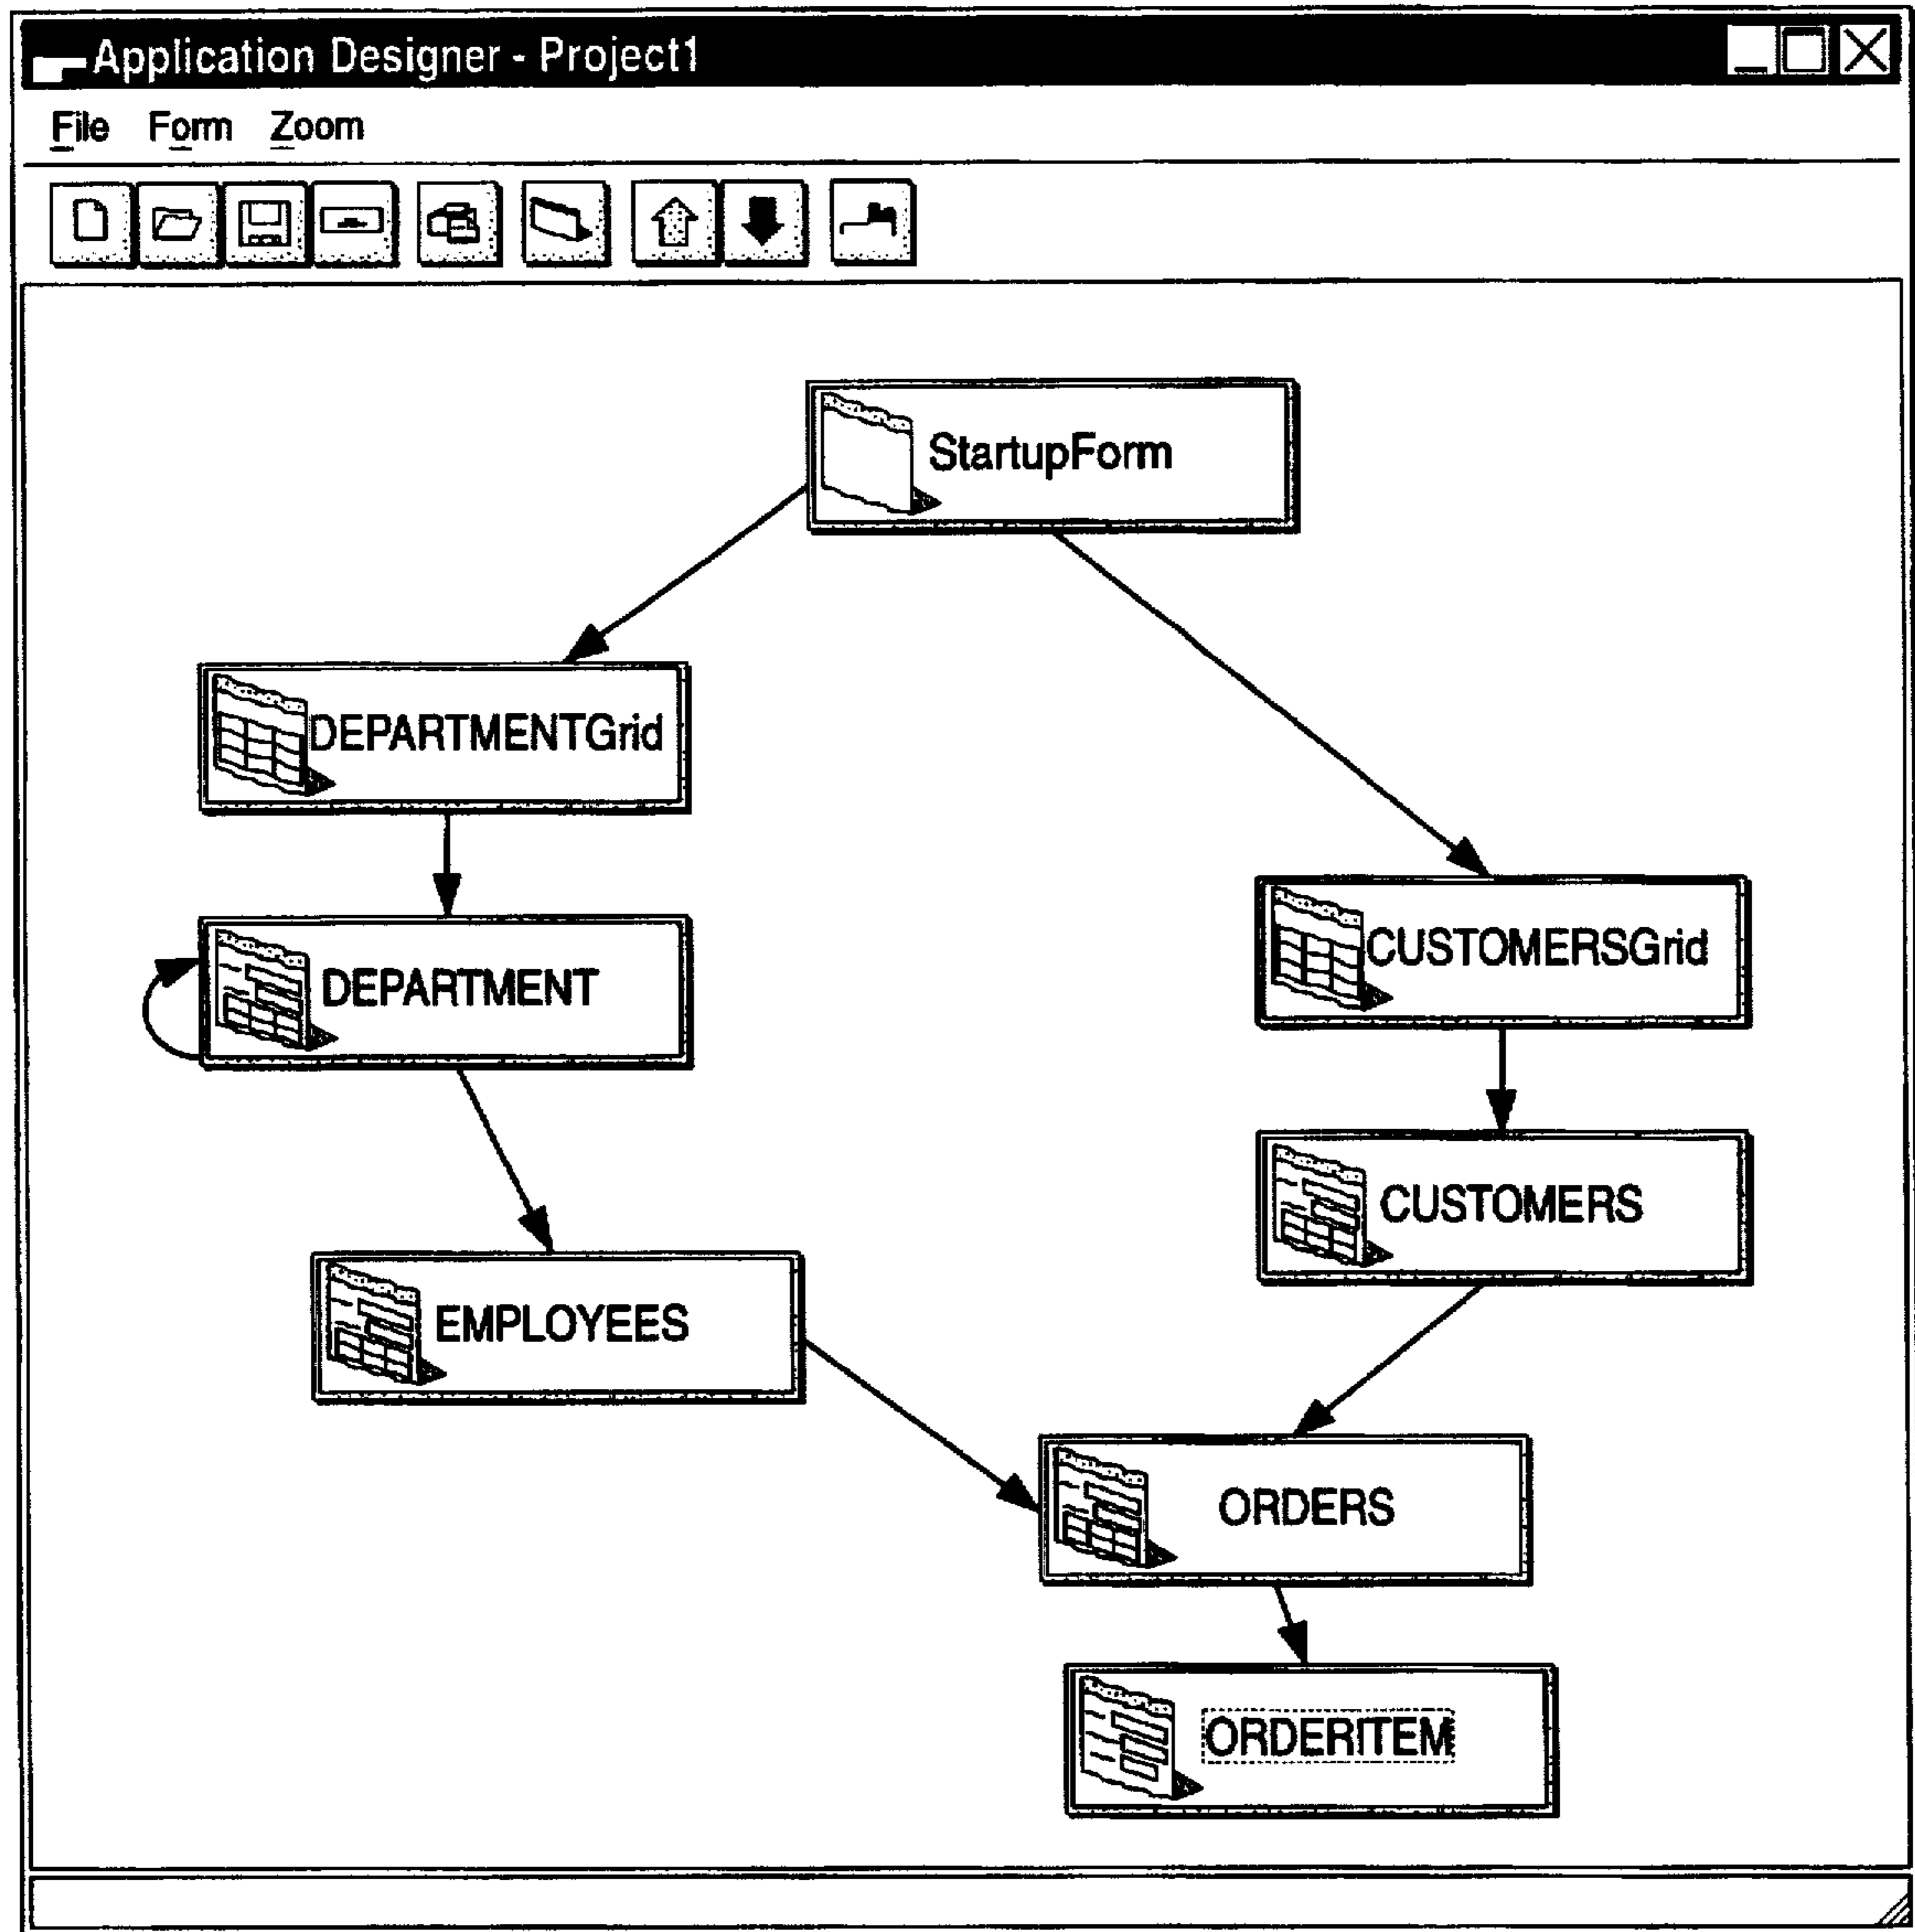 Application Designer - Project1
File Form Zoom
StartupForm
DEPARTMENTGrid
DEPARTMENT
CUSTOMERSGrid
CUSTOMERS
EMPLOYEES
ORDERS
ORDERITEM